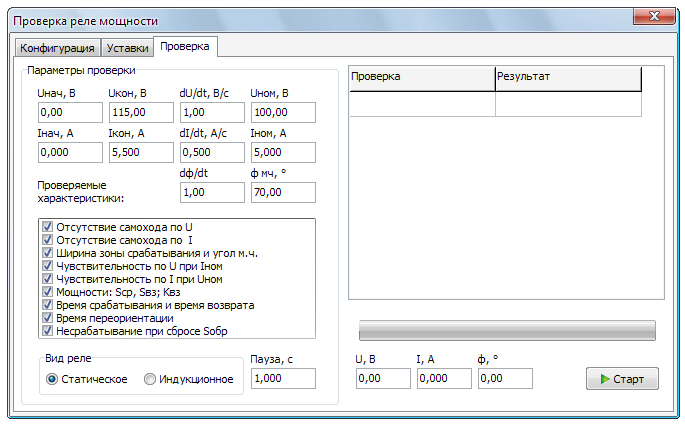 Проверка реле мощности
Конфигурация Уставки Проверка
Параметры проверки
Uнач, В Uкон, В dU/dt, В/с Uном, В
0,00 115,00 1,00 100,00
Iнач, А Iкон, А dI/dt, А/с Iном, А
0,000 5,500 0,500 5,000
dф/dt ф мч, °
Проверяемые характеристики:
1,00 70,00
Отсутствие самохода по U
Отсутствие самохода по I
Ширина зоны срабатывания и угол м.ч.
Чувствительность по U при Iном
Чувствительность по I при Uном
Мощности: Sср, Sвз; Kвз
Время срабатывания и время возврата
Время переориентации
Несрабатывание при сбросе Sобр
Вид реле
Статическое Индукционное
Пауза, с
1,000
Проверка Результат
U, В I, А ф, °
0,00 0,000 0,00
Старт